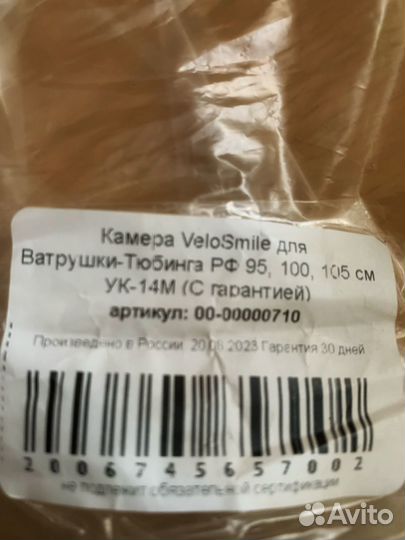 Камера VeloSmile для
Ватрушки-Тюбинга РФ 95, 100, 105 см
УК-14М (С гарантией)
артикул: 00-00000710
Произведено в России 20.08.2023 Гарантия 30 дней
2006745657002
не подлежит обязательной сертификации
Avito